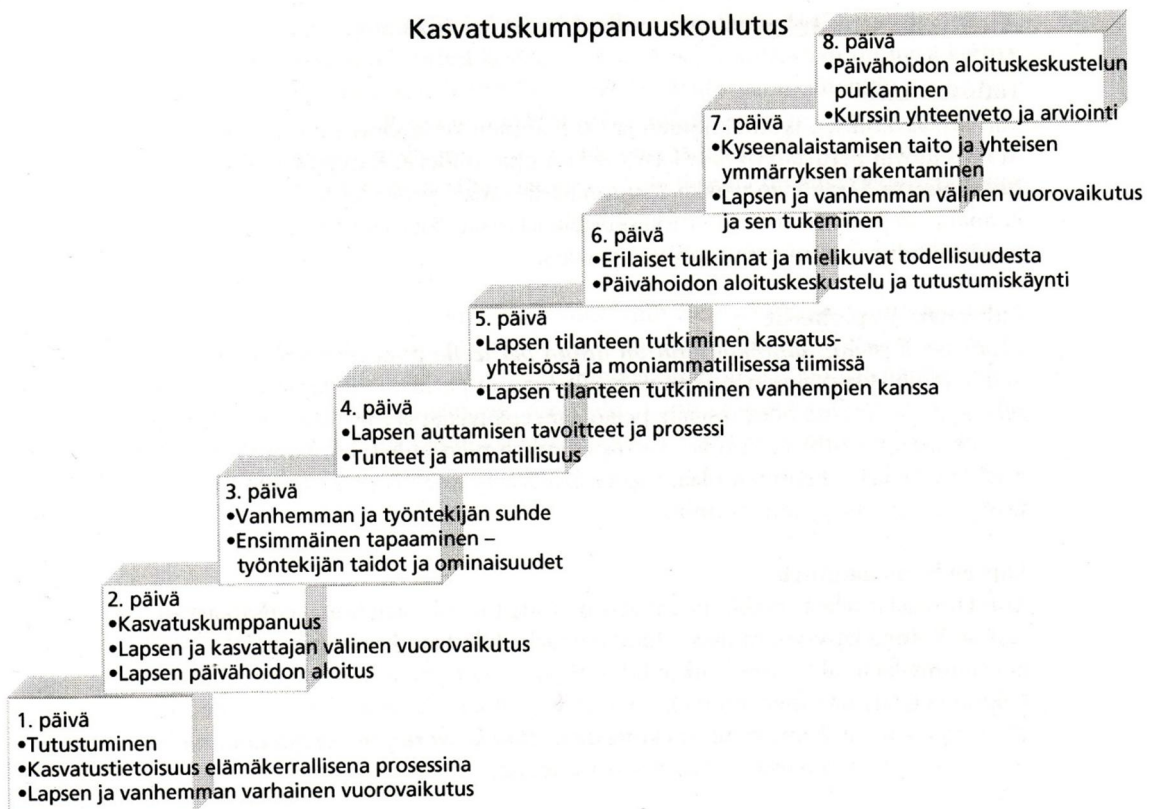 Kasvatuskumppanuuskoulutus
8. päivä
•Päivähoidon aloituskeskustelun
purkaminen
•Kurssin yhteenveto ja arviointi
7. päivä
•Kyseenalaistamisen taito ja yhteisen
ymmärryksen rakentaminen
•Lapsen ja vanhemman välinen vuorovaikutus
ja sen tukeminen
6. päivä
•Erilaiset tulkinnat ja mielikuvat todellisuudesta
•Päivähoidon aloituskeskustelu ja tutustumiskäynti
5. päivä
•Lapsen tilanteen tutkiminen kasvatus-
yhteisössä ja moniammatillisessa tiimissä
•Lapsen tilanteen tutkiminen vanhempien kanssa
4. päivä
•Lapsen auttamisen tavoitteet ja prosessi
•Tunteet ja ammatillisuus
3. päivä
•Vanhemman ja työntekijän suhde
•Ensimmäinen tapaaminen –
työntekijän taidot ja ominaisuudet
2. päivä
•Kasvatuskumppanuus
•Lapsen ja kasvattajan välinen vuorovaikutus
•Lapsen päivähoidon aloitus
1. päivä
•Tutustuminen
•Kasvatustietoisuus elämäkerrallisena prosessina
•Lapsen ja vanhemman varhainen vuorovaikutus